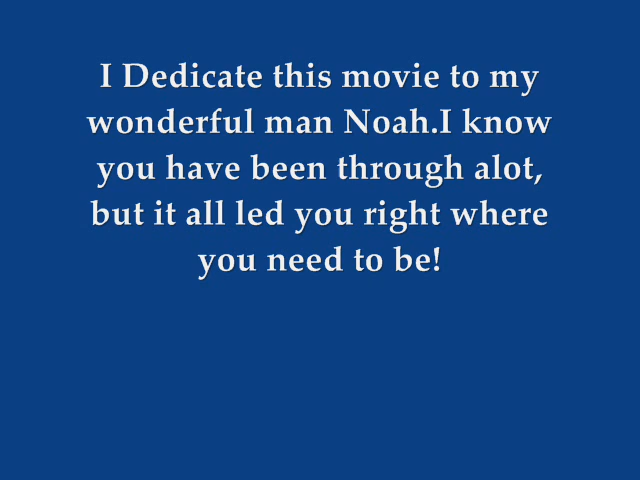 I Dedicate this movie to my
wonderful man Noah.I know
you have been through alot,
but it all led you right where
you need to be!